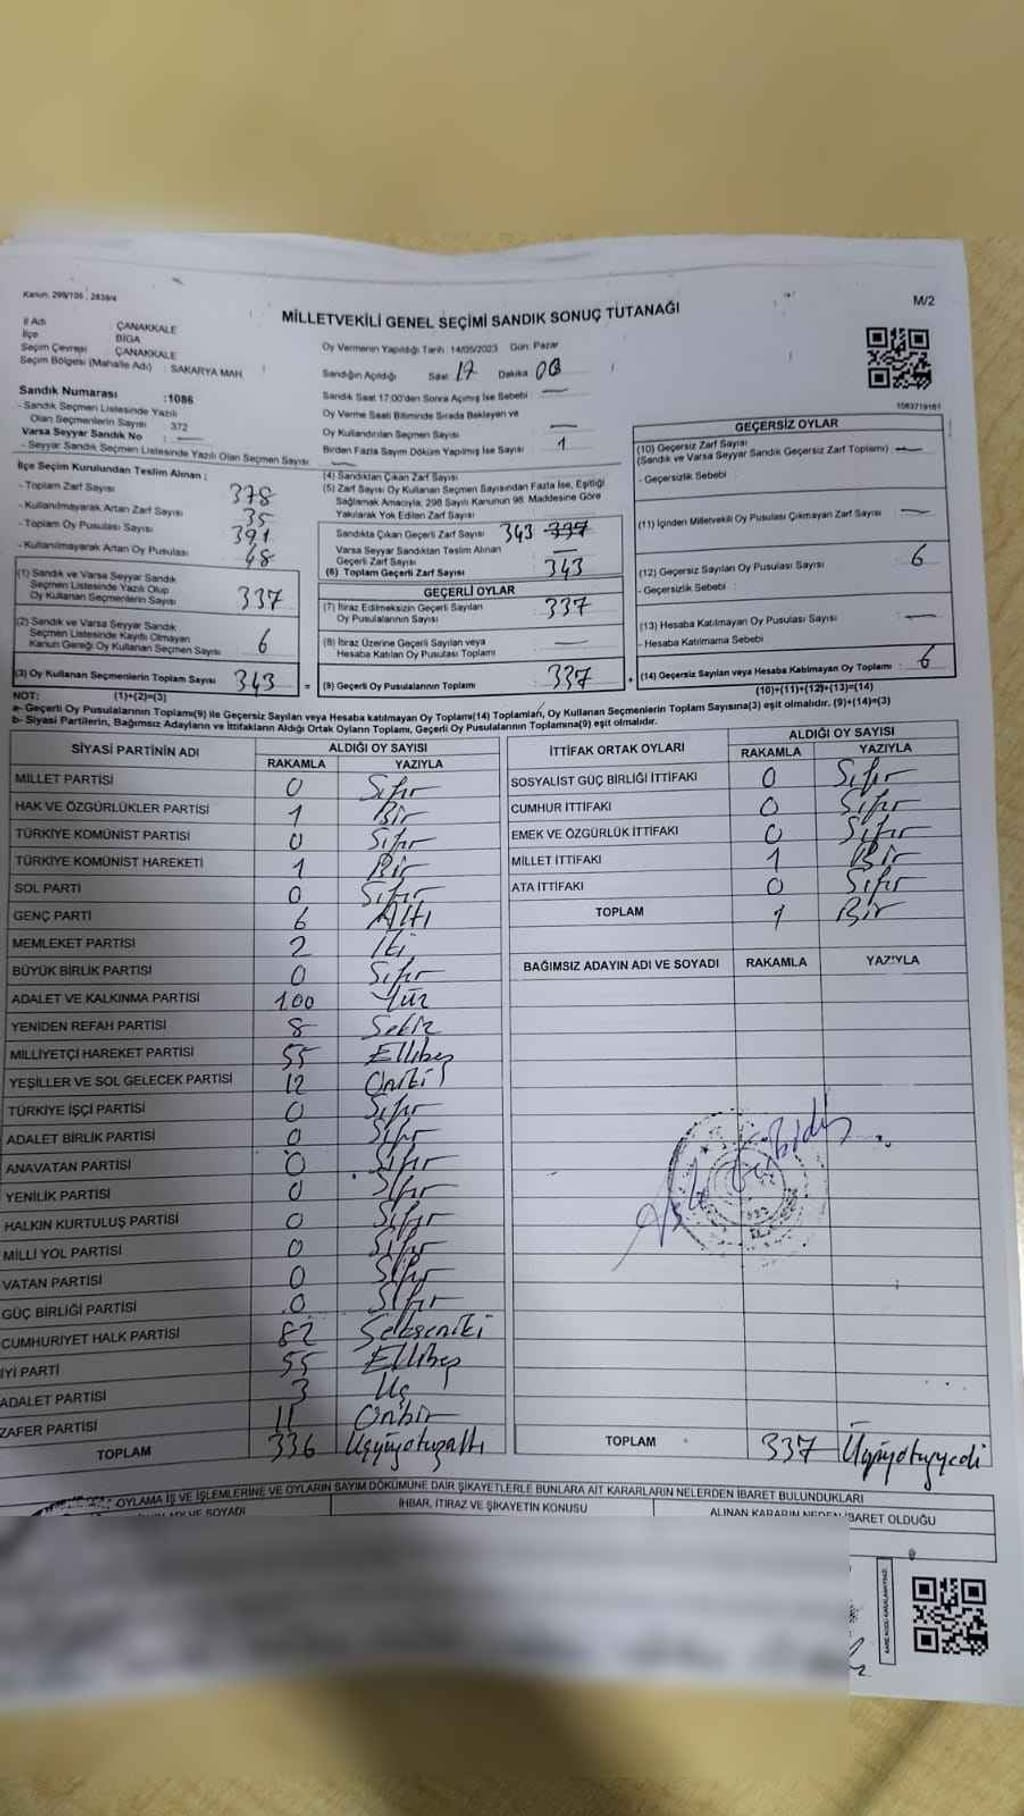 Kanun: 299/106 , 2839/4
M/2
MİLLETVEKİLİ GENEL SEÇİMİ SANDIK SONUÇ TUTANAĞI
İl Adı ÇANAKKALE
İlçe BİGA
Seçim Çevresi ÇANAKKALE
Seçim Bölgesi (Mahalle Adı) : SAKARYA MAH.
Oy Vermenin Yapıldığı Tarih: 14/05/2023 Gün: Pazar
Sandığın Açıldığı Saat 17 Dakika
Sandık Saat 17:00'den Sonra Açılmış İse Sebebi
Oy Verme Saati Bitiminde Sırada Bekleyen ve
Oy Kullandırılan Seçmen Sayısı
Birden Fazla Sayım Döküm Yapılmış İse Sayısı 1
Sandık Numarası :1086
- Sandık Seçmen Listesinde Yazılı
Olan Seçmenlerin Sayısı 372
Varsa Seyyar Sandık No :
- Seyyar Sandık Seçmen Listesinde Yazılı Olan Seçmen Sayısı
İlçe Seçim Kurulundan Teslim Alınan :
- Toplam Zarf Sayısı 378
- Kullanılmayarak Artan Zarf Sayısı 35
- Toplam Oy Pusulası Sayısı 391
- Kullanılmayarak Artan Oy Pusulası 48
(1) Sandık ve Varsa Seyyar Sandık
Seçmen Listesinde Yazılı Olup
Oy Kullanan Seçmenlerin Sayısı 337
(2) Sandık ve Varsa Seyyar Sandık
Seçmen Listesinde Kayıtlı Olmayan
Kanun Gereği Oy Kullanan Seçmen Sayısı 6
(3) Oy Kullanan Seçmenlerin Toplam Sayısı 343
(1)+(2)=(3)
(4) Sandıktan Çıkan Zarf Sayısı
(5) Zarf Sayısı Oy Kullanan Seçmen Sayısından Fazla İse, Eşitliği
Sağlamak Amacıyla, 298 Sayılı Kanunun 98. Maddesine Göre
Yakılarak Yok Edilen Zarf Sayısı
Sandıkta Çıkan Geçerli Zarf Sayısı 343 337
Varsa Seyyar Sandıktan Teslim Alınan
Geçerli Zarf Sayısı
(6) Toplam Geçerli Zarf Sayısı 343
GEÇERLİ OYLAR
(7) İtiraz Edilmeksizin Geçerli Sayılan
Oy Pusulalarının Sayısı 337
(8) İtiraz Üzerine Geçerli Sayılan veya
Hesaba Katılan Oy Pusulası Toplamı
= (9) Geçerli Oy Pusulalarının Toplamı 337 +
GEÇERSİZ OYLAR
(10) Geçersiz Zarf Sayısı
(Sandık ve Varsa Seyyar Sandık Geçersiz Zarf Toplamı)
- Geçersizlik Sebebi
(11) İçinden Milletvekili Oy Pusulası Çıkmayan Zarf Sayısı
(12) Geçersiz Sayılan Oy Pusulası Sayısı 6
- Geçersizlik Sebebi :
(13) Hesaba Katılmayan Oy Pusulası Sayısı
- Hesaba Katılmama Sebebi
(14) Geçersiz Sayılan veya Hesaba Katılmayan Oy Toplamı : 6
(10)+(11)+(12)+(13)=(14)
NOT:
a- Geçerli Oy Pusulalarının Toplamı(9) ile Geçersiz Sayılan veya Hesaba katılmayan Oy Toplamı(14) Toplamları, Oy Kullanan Seçmenlerin Toplam Sayısına(3) eşit olmalıdır. (9)+(14)=(3)
b- Siyasi Partilerin, Bağımsız Adayların ve İttifakların Aldığı Ortak Oyların Toplamı, Geçerli Oy Pusulalarının Toplamına(9) eşit olmalıdır.
SİYASİ PARTİNİN ADI ALDIĞI OY SAYISI
RAKAMLA YAZIYLA
MİLLET PARTİSİ 0 Sıfır
HAK VE ÖZGÜRLÜKLER PARTİSİ 1 Bir
TÜRKİYE KOMÜNİST PARTİSİ 0 Sıfır
TÜRKİYE KOMÜNİST HAREKETİ 1 Bir
SOL PARTİ 0 Sıfır
GENÇ PARTİ 6 Altı
MEMLEKET PARTİSİ 2 İki
BÜYÜK BİRLİK PARTİSİ 0 Sıfır
ADALET VE KALKINMA PARTİSİ 100 Yüz
YENİDEN REFAH PARTİSİ 8 Sekiz
MİLLİYETÇİ HAREKET PARTİSİ 55 Ellibeş
YEŞİLLER VE SOL GELECEK PARTİSİ 12 Oniki
TÜRKİYE İŞÇİ PARTİSİ 0 Sıfır
ADALET BİRLİK PARTİSİ 0 Sıfır
ANAVATAN PARTİSİ 0 Sıfır
YENİLİK PARTİSİ 0 Sıfır
HALKIN KURTULUŞ PARTİSİ 0 Sıfır
MİLLİ YOL PARTİSİ 0 Sıfır
VATAN PARTİSİ 0 Sıfır
GÜÇ BİRLİĞİ PARTİSİ 0 Sıfır
CUMHURİYET HALK PARTİSİ 82 Sekseniki
İYİ PARTİ 55 Ellibeş
ADALET PARTİSİ 3 Üç
ZAFER PARTİSİ 11 Onbir
TOPLAM 336 Üçyüzotuzaltı
İTTİFAK ORTAK OYLARI ALDIĞI OY SAYISI
RAKAMLA YAZIYLA
SOSYALİST GÜÇ BİRLİĞİ İTTİFAKI 0 Sıfır
CUMHUR İTTİFAKI 0 Sıfır
EMEK VE ÖZGÜRLÜK İTTİFAKI 0 Sıfır
MİLLET İTTİFAKI 1 Bir
ATA İTTİFAKI 0 Sıfır
TOPLAM 1 Bir
BAĞIMSIZ ADAYIN ADI VE SOYADI RAKAMLA YAZIYLA
TOPLAM 337 Üçyüzotuzyedi
OYLAMA İŞ VE İŞLEMLERİNE VE OYLARIN SAYIM DÖKÜMÜNE DAİR ŞİKAYETLERLE BUNLARA AİT KARARLARIN NELERDEN İBARET BULUNDUKLARI
VE SOYADI İHBAR, İTİRAZ VE ŞİKAYETİN KONUSU ALINAN KARARIN NEDEN İBARET OLDUĞU